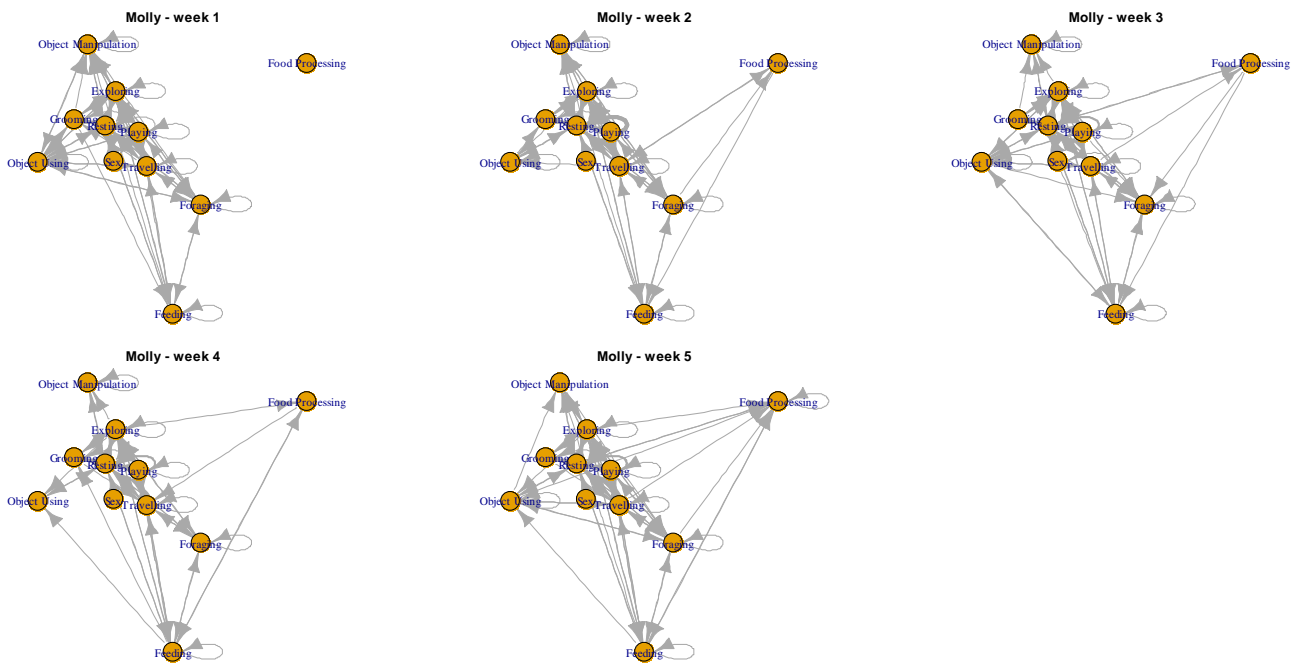 Molly - week 1
Object Manipulation
Food Processing
Exploring
Grooming
Resting
Playing
Object Using
Sex
Travelling
Foraging
Feeding
Molly - week 2
Object Manipulation
Food Processing
Exploring
Grooming
Resting
Playing
Object Using
Sex
Travelling
Foraging
Feeding
Molly - week 3
Object Manipulation
Food Processing
Exploring
Grooming
Resting
Playing
Object Using
Sex
Travelling
Foraging
Feeding
Molly - week 4
Object Manipulation
Food Processing
Exploring
Grooming
Resting
Playing
Object Using
Sex
Travelling
Foraging
Feeding
Molly - week 5
Object Manipulation
Food Processing
Exploring
Grooming
Resting
Playing
Object Using
Sex
Travelling
Foraging
Feeding